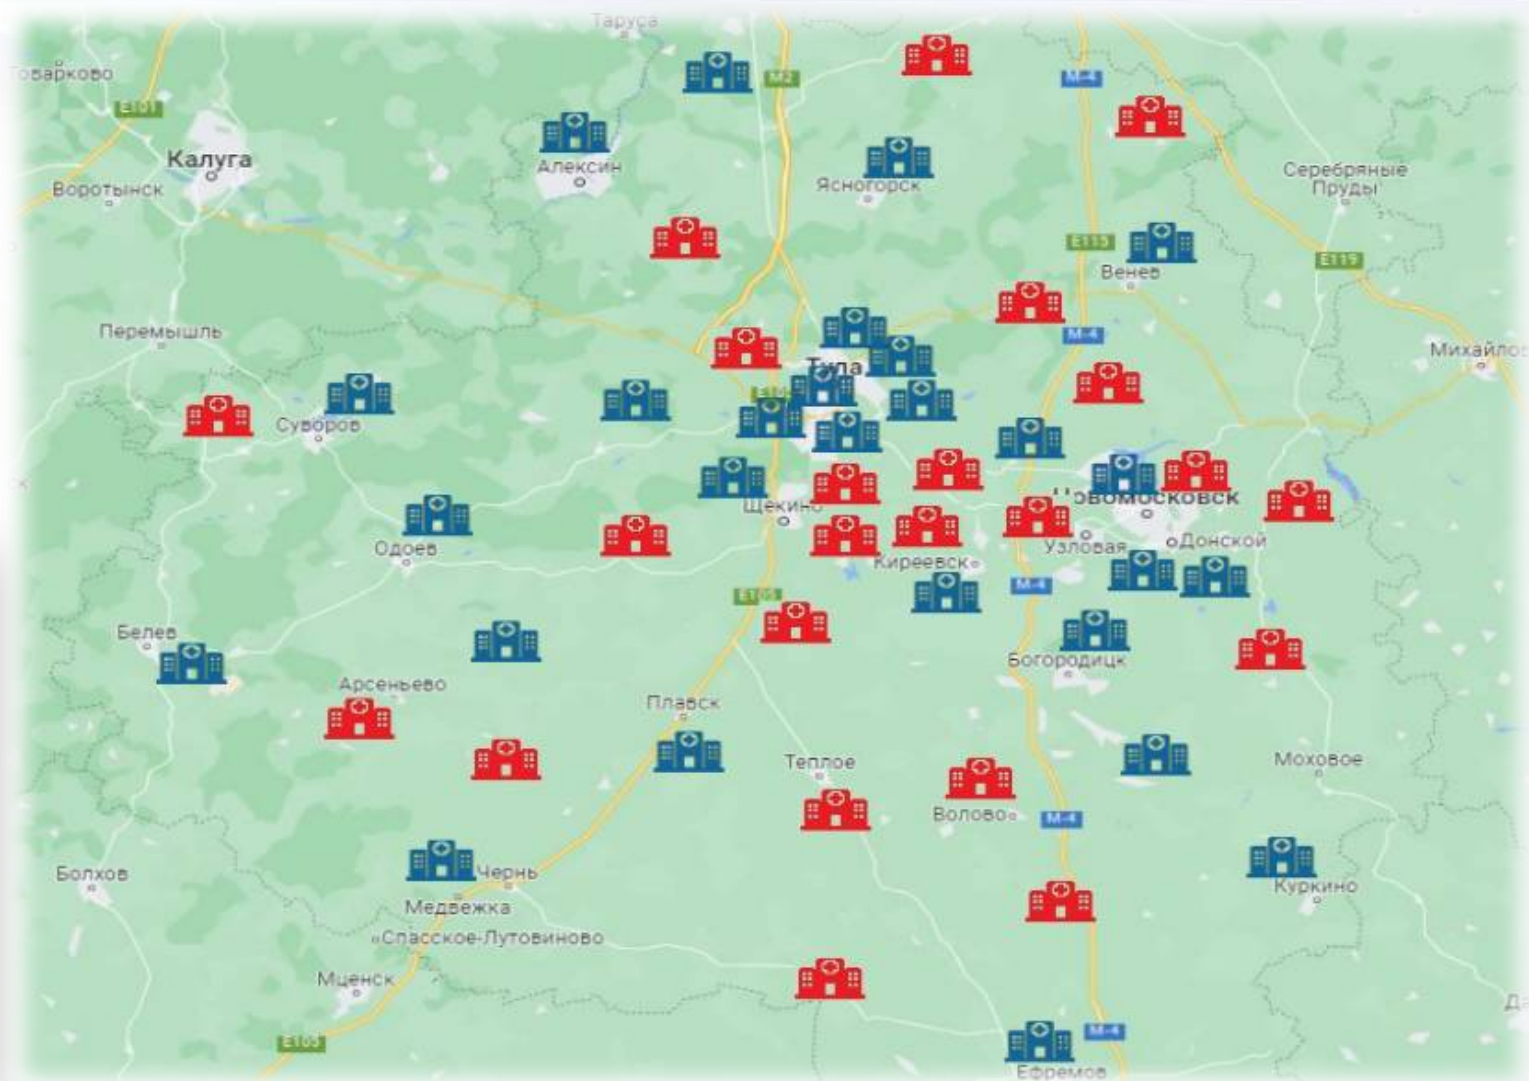 Таруса
Товарково
M2
М-4
E101
Калуга
Алексин
Воротынск
Ясногорск
Серебряные
Пруды
E115
E119
Венев
Перемышль
М-4
Тула
Суворов
Щекино
Новомосковск
Одоев
Узловая
Донской
Киреевск
М-4
E105
Белев
Богородицк
Арсеньево
Плавск
Теплое
Моховое
Волово
М-4
Болхов
Чернь
Куркино
Медвежка
Спасское-Лутовиново
Мценск
М-4
E105
Ефремов